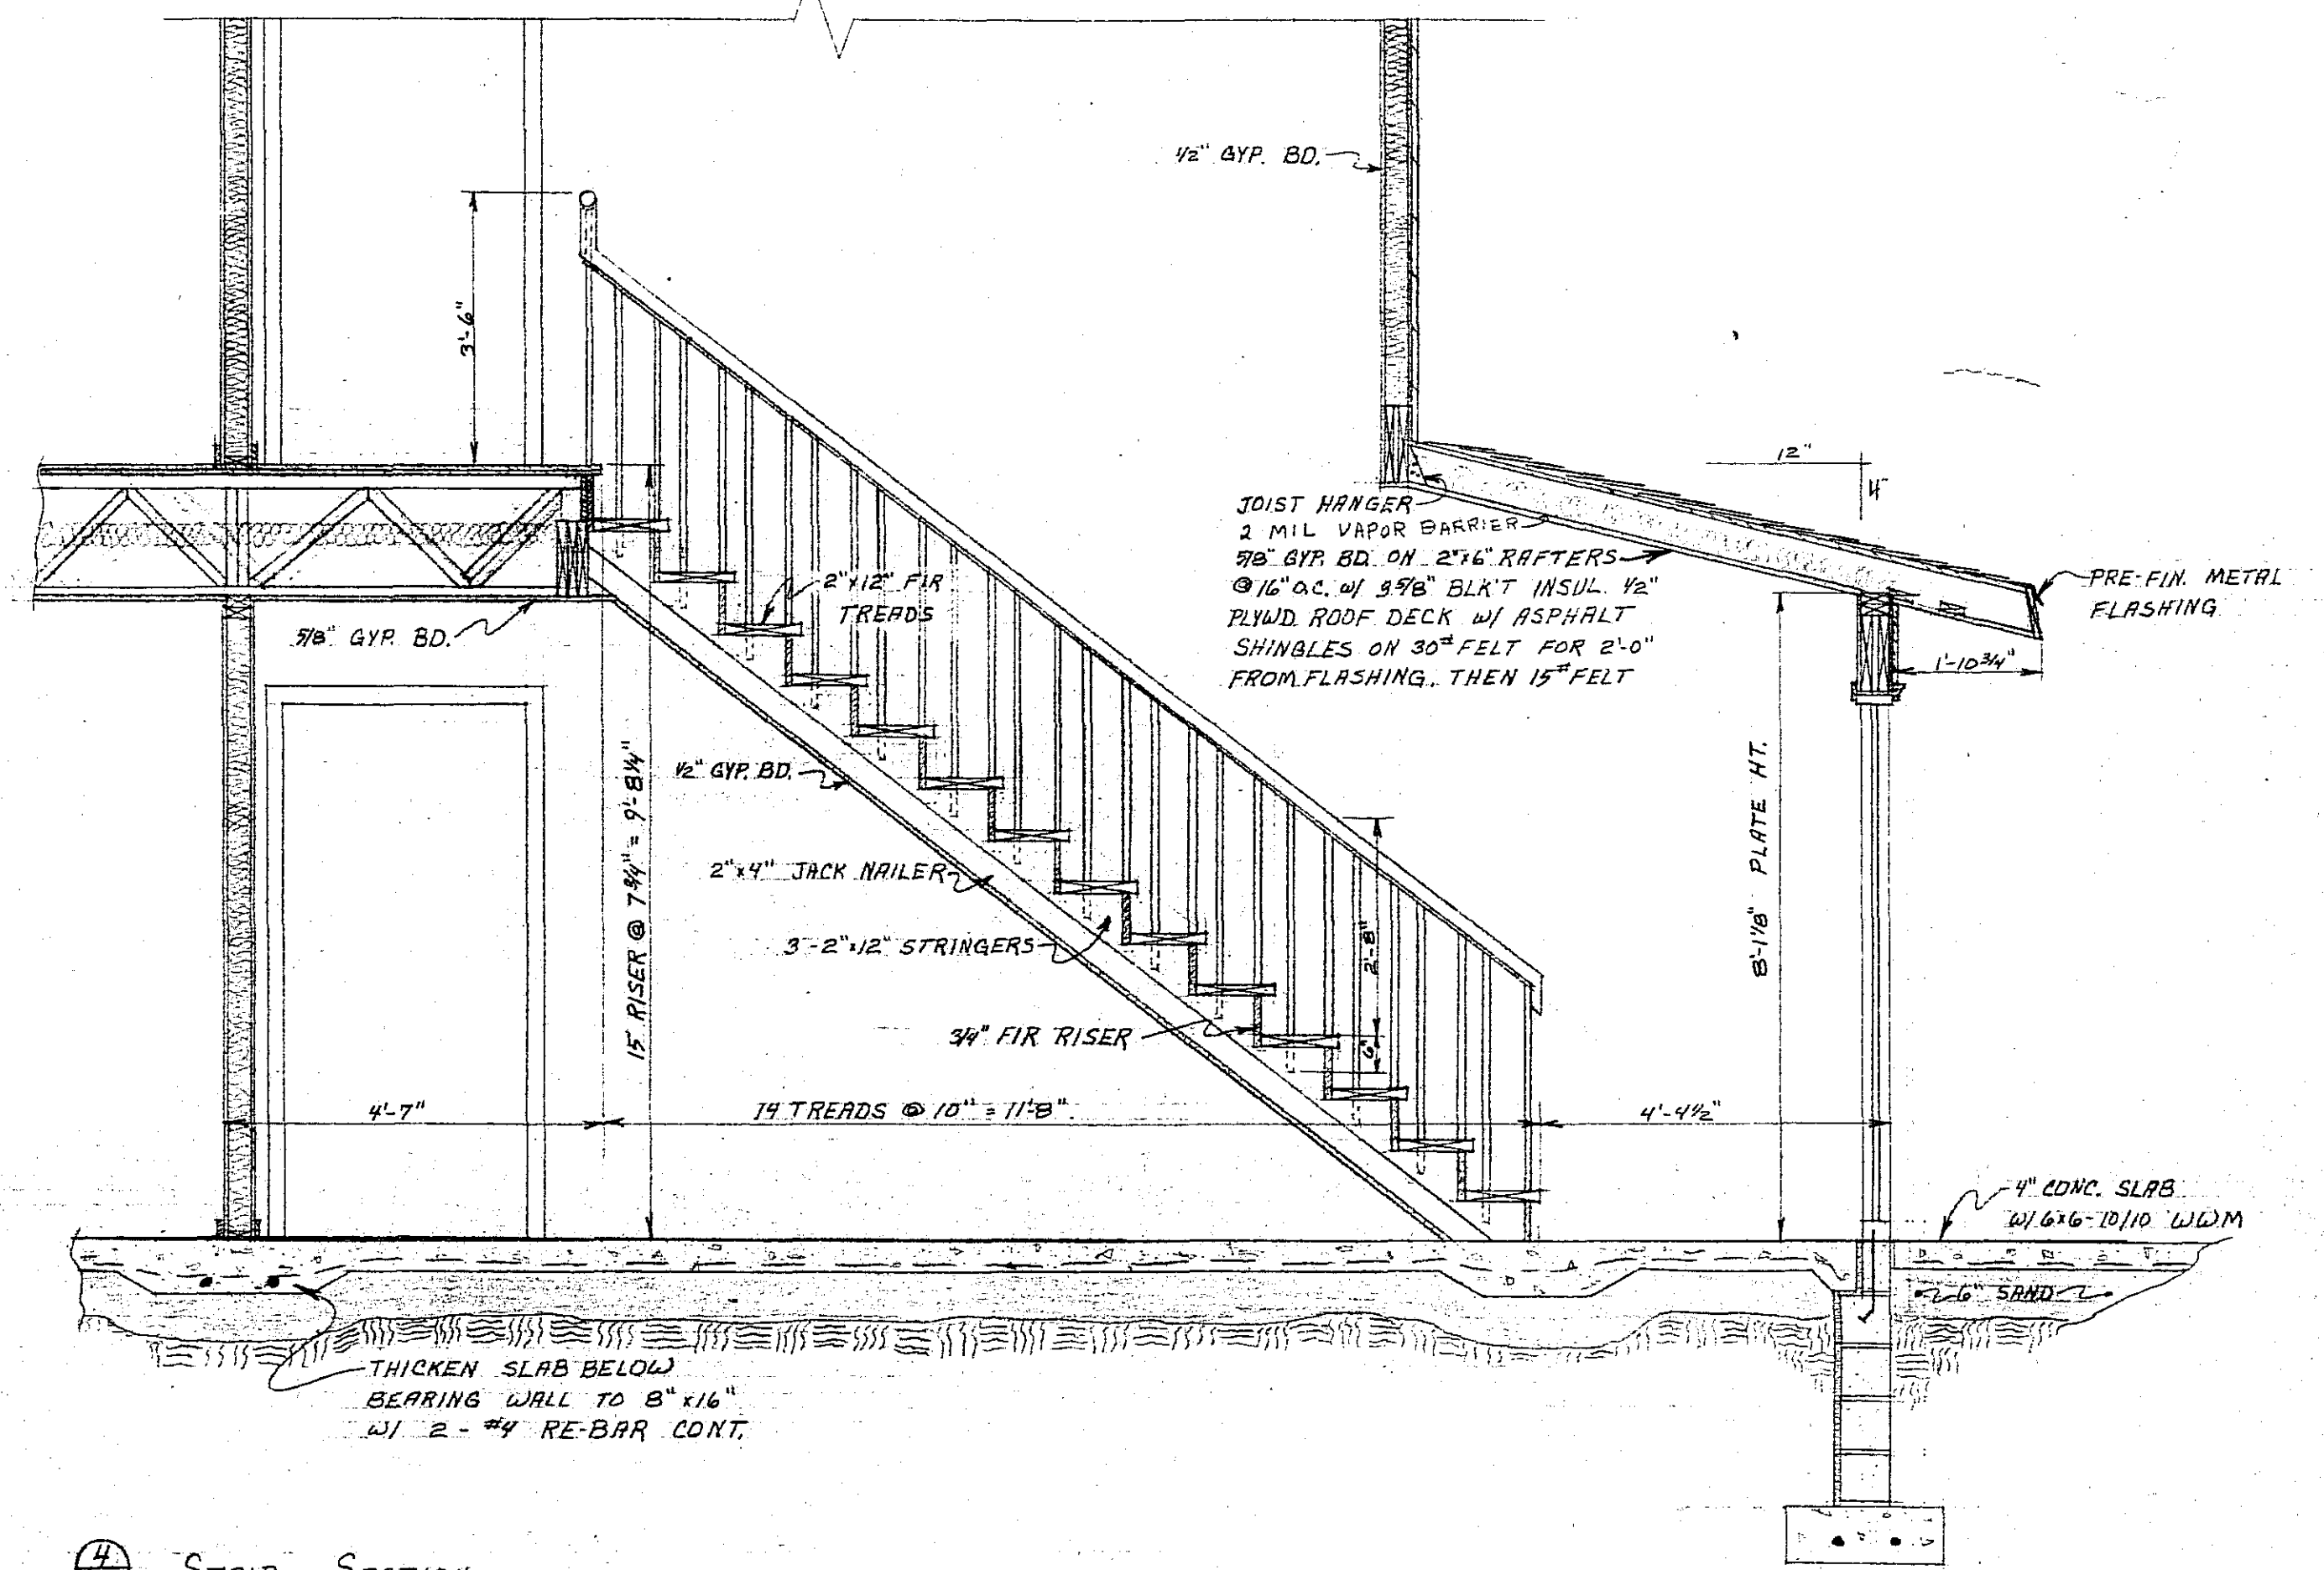 1/2" GYP. BD.
3'-6"
12"
4
JOIST HANGER
2 MIL VAPOR BARRIER
5/8" GYP. BD. ON 2"x6" RAFTERS
@ 16" O.C. w/ 3 5/8" BLK'T INSUL. 1/2"
PLYWD. ROOF DECK w/ ASPHALT
SHINGLES ON 30# FELT FOR 2'-0"
FROM FLASHING, THEN 15# FELT
PRE-FIN. METAL
FLASHING
1'-10 3/4"
2"x12" FIR
TREADS
5/8" GYP. BD.
1/2" GYP. BD.
15 RISER @ 7 3/4" = 9'-8 1/4"
8'-1 1/8" PLATE HT.
2"x4" JACK NAILER
3-2"x12" STRINGERS
2'-8"
3/4" FIR RISER
6"
4'-7"
14 TREADS @ 10" = 11'-8"
4'-4 1/2"
4" CONC. SLAB
W/ 6x6-10/10 WWM
6" SAND
THICKEN SLAB BELOW
BEARING WALL TO 8"x16"
W/ 2-#4 RE-BAR CONT.
4
STAIR SECTION